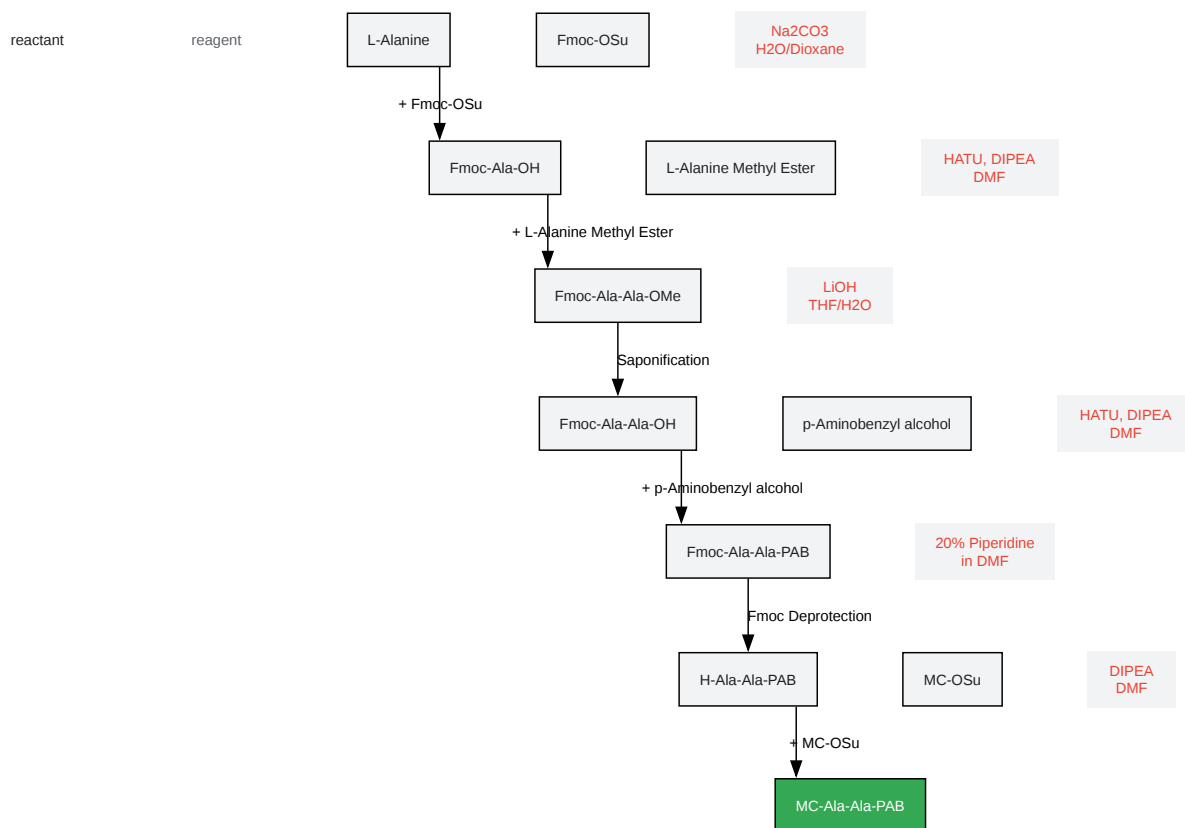 reactant
reagent
L-Alanine
Fmoc-OSu
Na2CO3
H2O/Dioxane
+ Fmoc-OSu
Fmoc-Ala-OH
L-Alanine Methyl Ester
HATU, DIPEA
DMF
+ L-Alanine Methyl Ester
Fmoc-Ala-Ala-OMe
LiOH
THF/H2O
Saponification
Fmoc-Ala-Ala-OH
p-Aminobenzyl alcohol
HATU, DIPEA
DMF
+ p-Aminobenzyl alcohol
Fmoc-Ala-Ala-PAB
20% Piperidine
in DMF
Fmoc Deprotection
H-Ala-Ala-PAB
MC-OSu
DIPEA
DMF
+ MC-OSu
MC-Ala-Ala-PAB